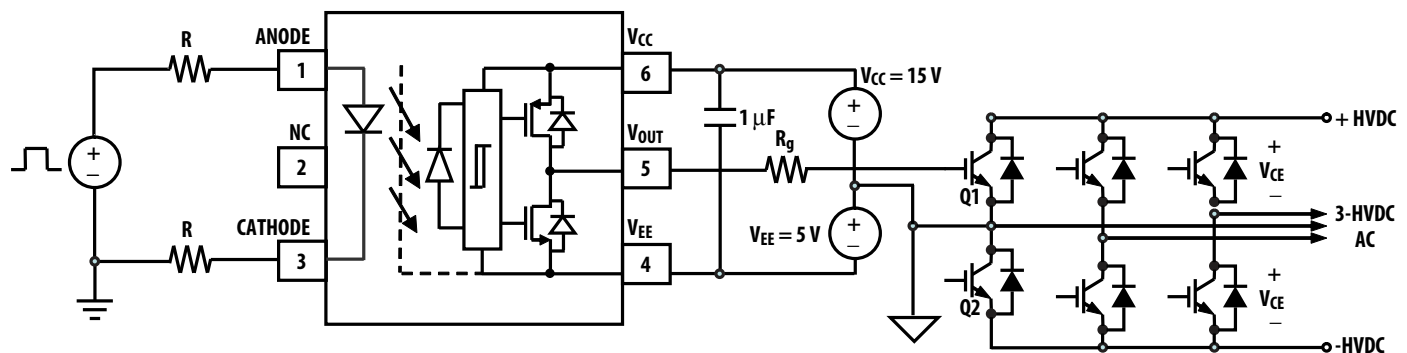 R
ANODE
1
NC
2
R
CATHODE
3
+
−
VCC
6
VOUT
5
VEE
4
1 µF
VCC = 15 V
+
−
Rg
VEE = 5 V
+
−
Q1
Q2
+ HVDC
+
VCE
−
3-HVDC
AC
+
VCE
−
-HVDC